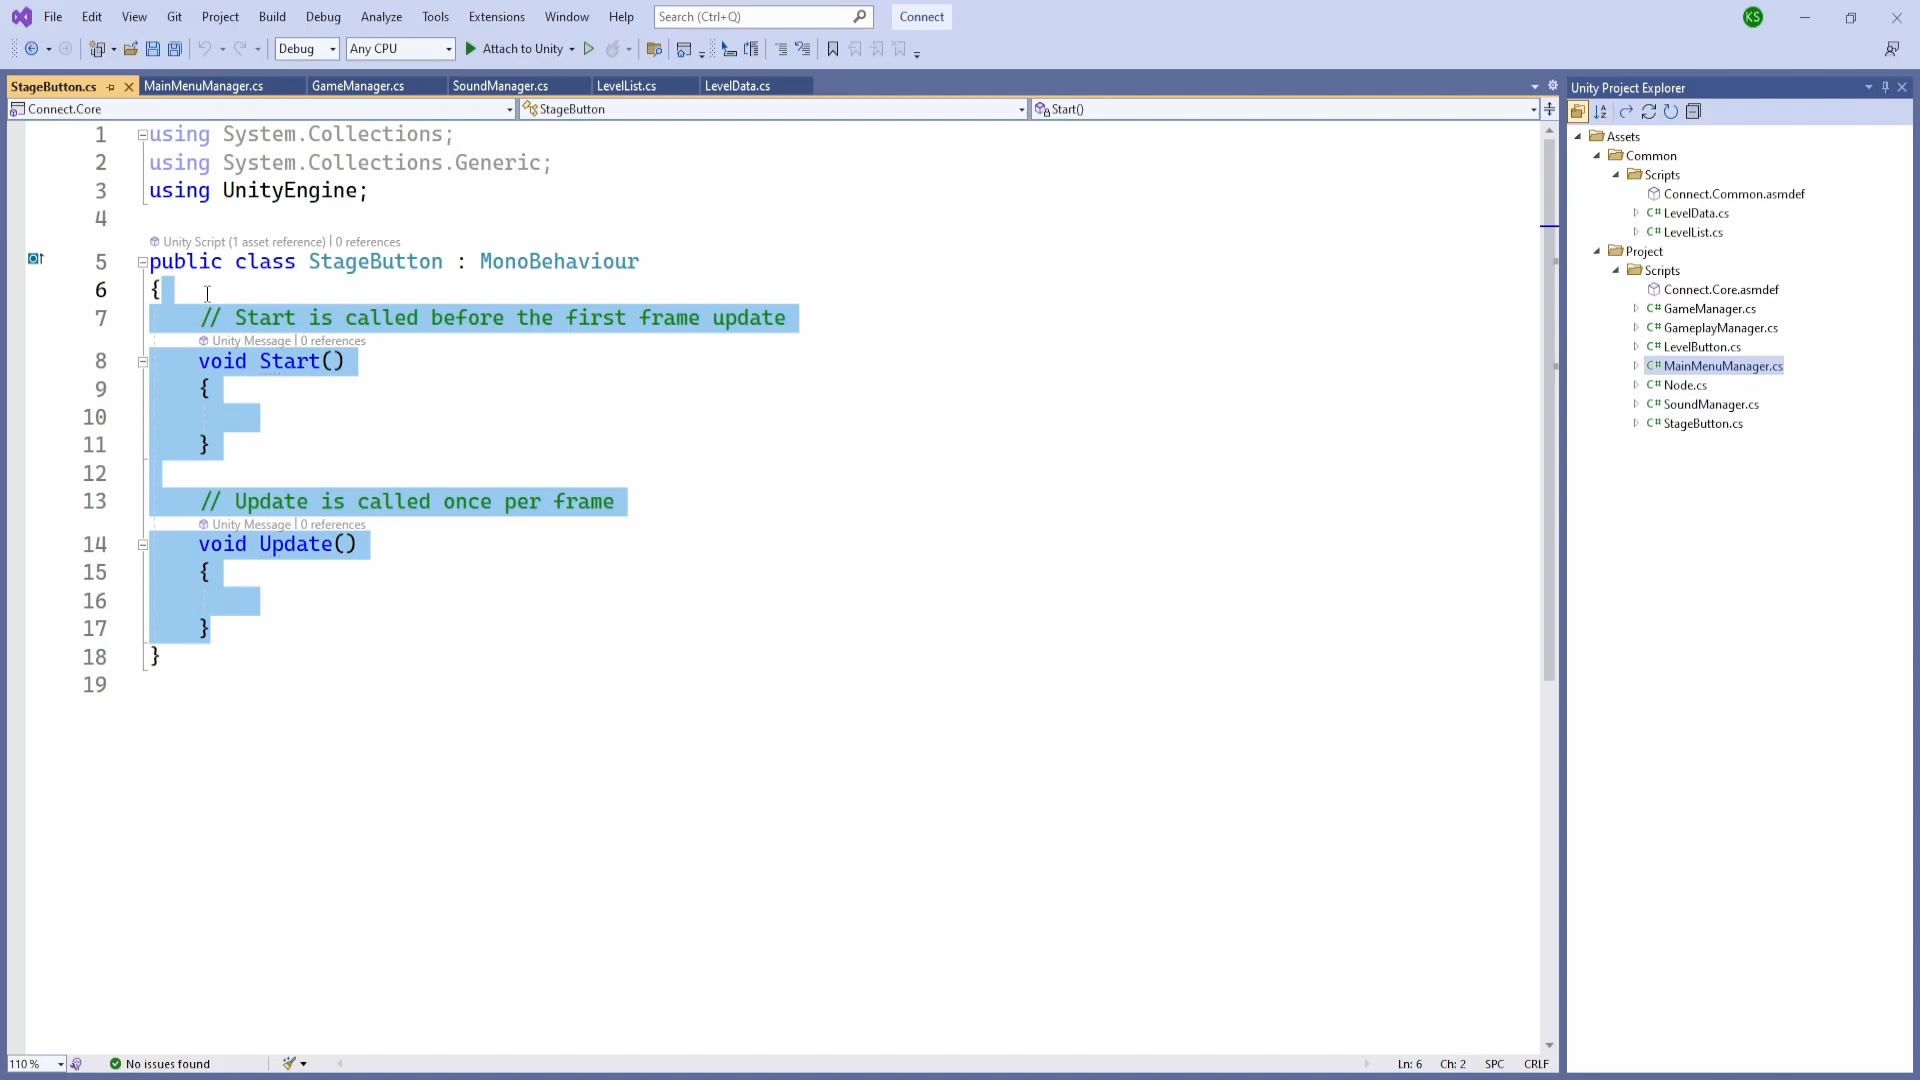 File Edit View Git Project Build Debug Analyze Tools Extensions Window Help Search (Ctrl+Q) Connect KS
Debug Any CPU Attach to Unity
StageButton.cs MainMenuManager.cs GameManager.cs SoundManager.cs LevelList.cs LevelData.cs
Connect.Core StageButton Start()
1 using System.Collections;
2 using System.Collections.Generic;
3 using UnityEngine;
4
Unity Script (1 asset reference) | 0 references
5 public class StageButton : MonoBehaviour
6 {
7 // Start is called before the first frame update
Unity Message | 0 references
8 void Start()
9 {
10
11 }
12
13 // Update is called once per frame
Unity Message | 0 references
14 void Update()
15 {
16
17 }
18 }
19
110 % No issues found Ln: 6 Ch: 2 SPC CRLF
Unity Project Explorer
Assets
Common
Scripts
Connect.Common.asmdef
C# LevelData.cs
C# LevelList.cs
Project
Scripts
Connect.Core.asmdef
C# GameManager.cs
C# GameplayManager.cs
C# LevelButton.cs
C# MainMenuManager.cs
C# Node.cs
C# SoundManager.cs
C# StageButton.cs